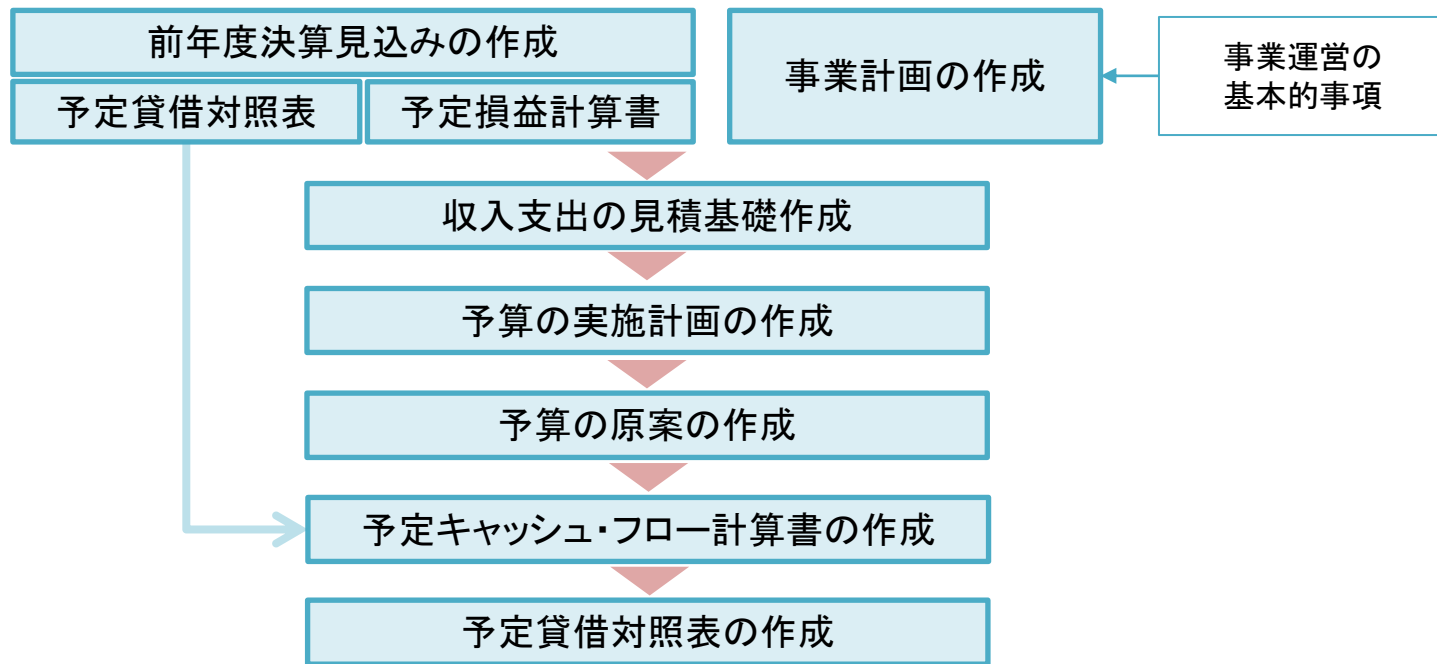 前年度決算見込みの作成
予定貸借対照表
予定損益計算書
事業計画の作成
事業運営の
基本的事項
収入支出の見積基礎作成
予算の実施計画の作成
予算の原案の作成
予定キャッシュ・フロー計算書の作成
予定貸借対照表の作成